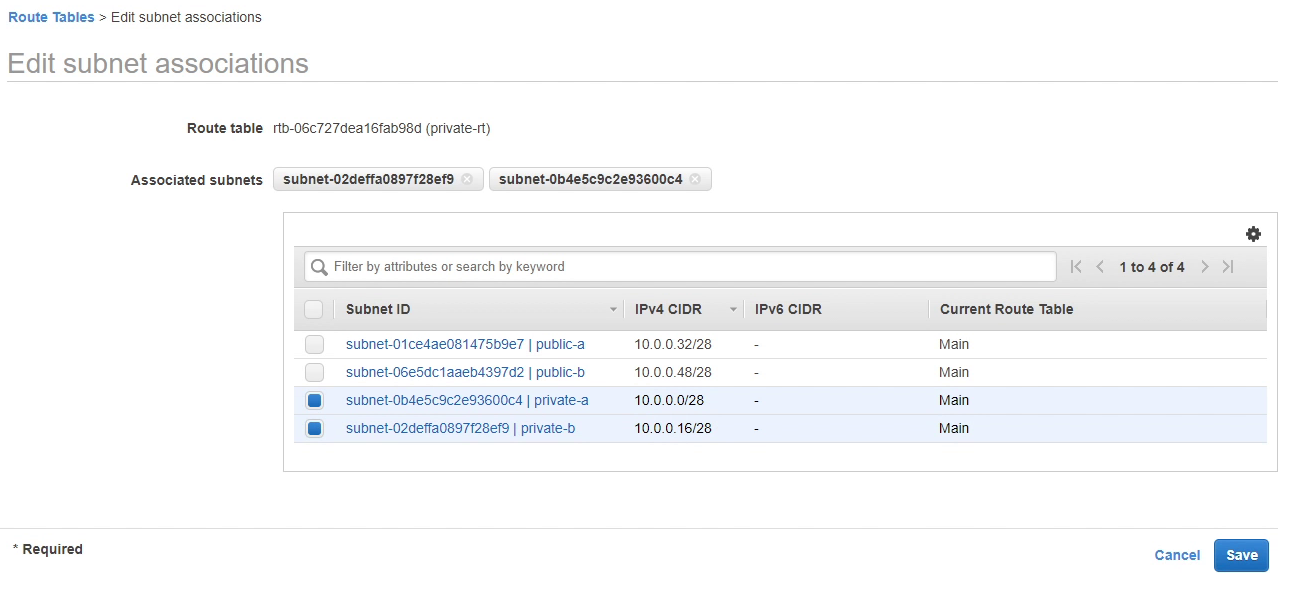 Route Tables > Edit subnet associations
Edit subnet associations
Route table rtb-06c727dea16fab98d (private-rt)
Associated subnets subnet-02deffa0897f28ef9 subnet-0b4e5c9c2e93600c4
Filter by attributes or search by keyword 1 to 4 of 4
Subnet ID IPv4 CIDR IPv6 CIDR Current Route Table
subnet-01ce4ae081475b9e7 | public-a 10.0.0.32/28 - Main
subnet-06e5dc1aaeb4397d2 | public-b 10.0.0.48/28 - Main
subnet-0b4e5c9c2e93600c4 | private-a 10.0.0.0/28 - Main
subnet-02deffa0897f28ef9 | private-b 10.0.0.16/28 - Main
* Required
Cancel Save